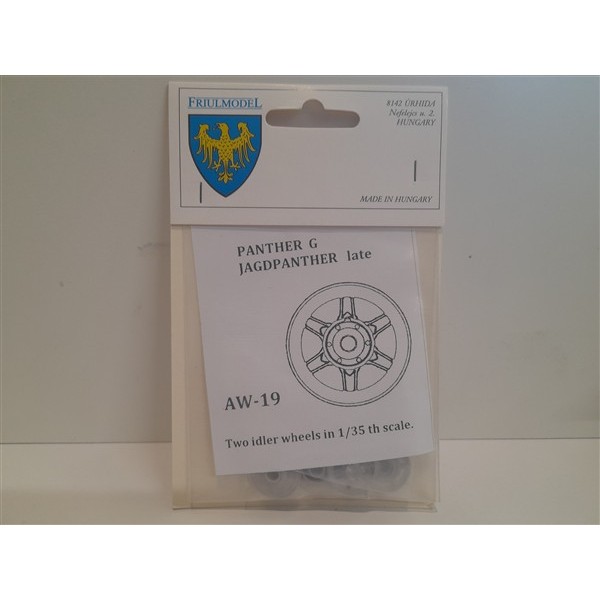 FRIULMODEL
8142 ÚRHIDA
Nefelejcs u. 2.
HUNGARY
MADE IN HUNGARY
PANTHER G
JAGDPANTHER late
AW-19
Two idler wheels in 1/35 th scale.